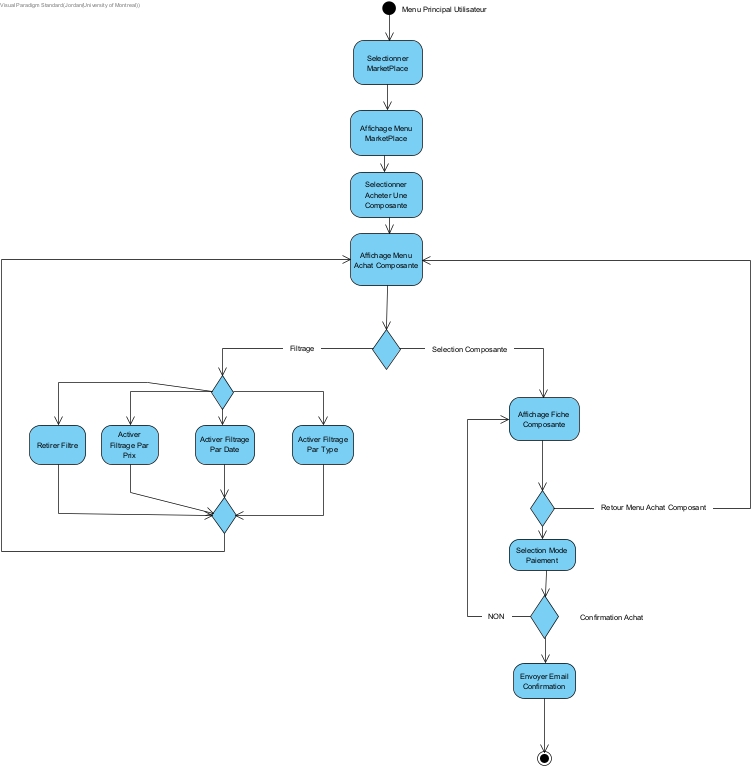 Visual Paradigm Standard(Jordan(University of Montreal))
Menu Principal Utilisateur
Selectionner
MarketPlace
Affichage Menu
MarketPlace
Selectionner
Acheter Une
Composante
Affichage Menu
Achat Composante
Filtrage
Selection Composante
Retirer Filtre
Activer
Filtrage Par
Prix
Activer Filtrage
Par Date
Activer Filtrage
Par Type
Affichage Fiche
Composante
Retour Menu Achat Composant
Selection Mode
Paiement
NON
Confirmation Achat
Envoyer Email
Confirmation